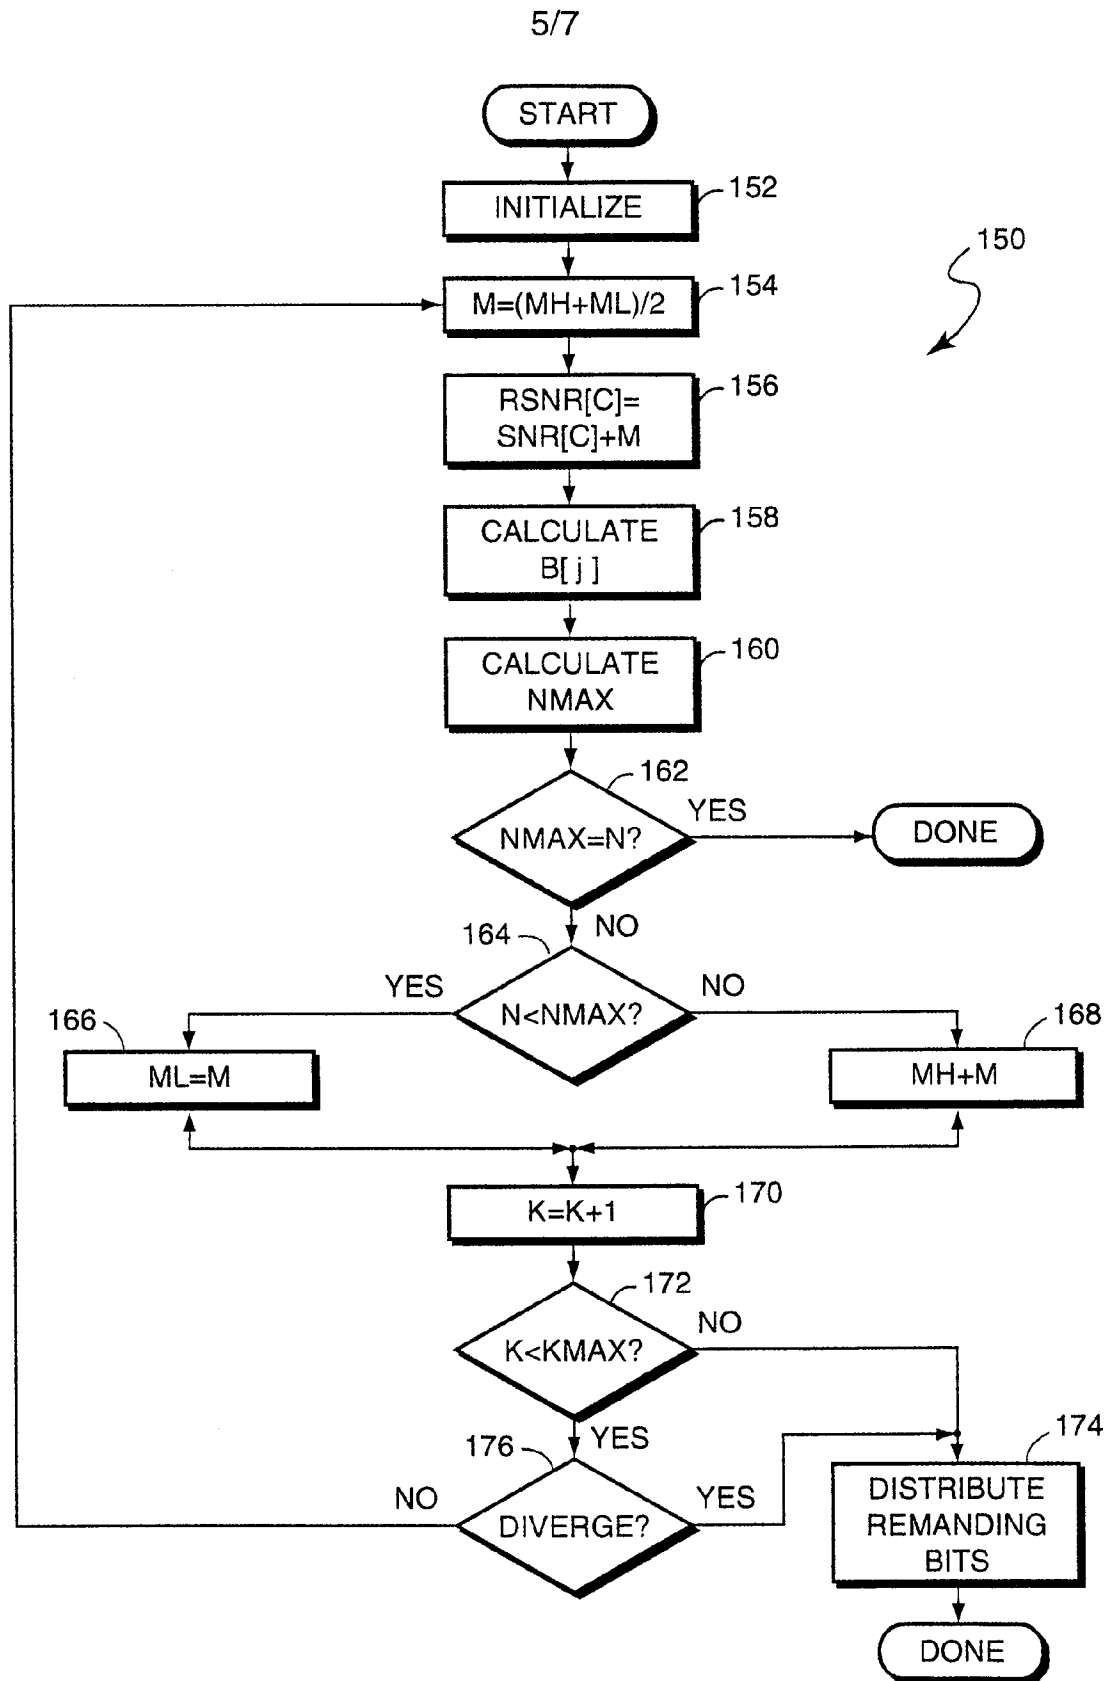 5/7
START
INITIALIZE
152
150
M=(MH+ML)/2
154
RSNR[C]=
SNR[C]+M
156
CALCULATE
B[ j ]
158
CALCULATE
NMAX
160
162
NMAX=N?
YES
DONE
NO
164
N<NMAX?
YES
NO
166
ML=M
168
MH+M
K=K+1
170
172
K<KMAX?
NO
YES
176
DIVERGE?
NO
YES
174
DISTRIBUTE
REMANDING
BITS
DONE